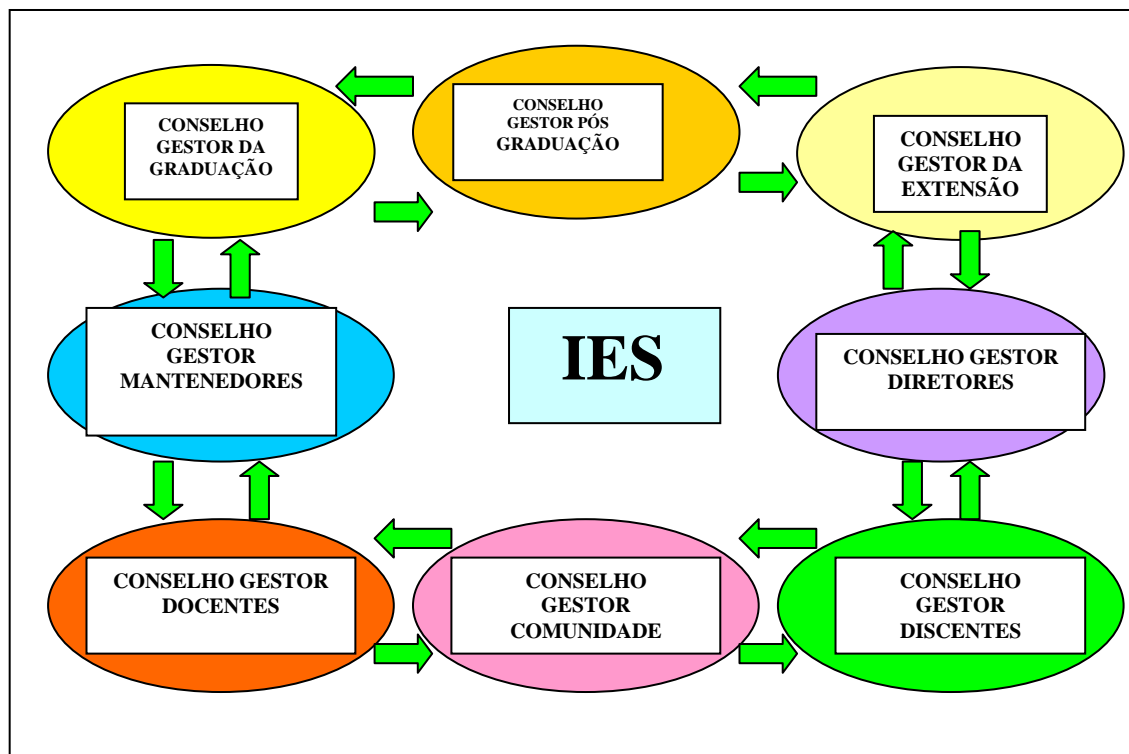 CONSELHO
GESTOR DA
GRADUAÇÃO
CONSELHO
GESTOR PÓS
GRADUAÇÃO
CONSELHO
GESTOR DA
EXTENSÃO
CONSELHO
GESTOR
MANTENEDORES
IES
CONSELHO GESTOR
DIRETORES
CONSELHO GESTOR
DOCENTES
CONSELHO
GESTOR
COMUNIDADE
CONSELHO
GESTOR
DISCENTES